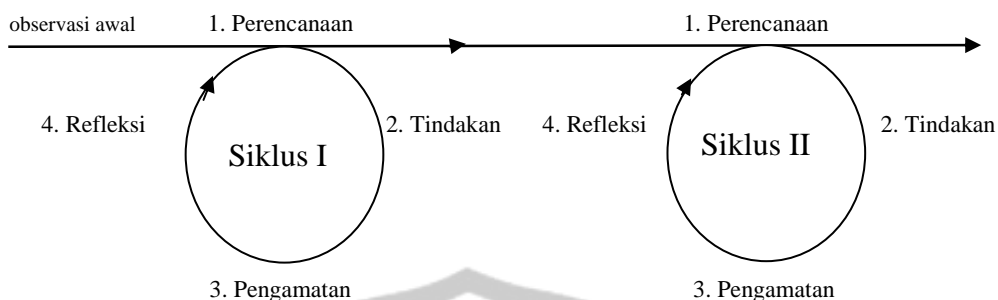 observasi awal
1. Perencanaan
1. Perencanaan
4. Refleksi
2. Tindakan
4. Refleksi
2. Tindakan
Siklus I
Siklus II
3. Pengamatan
3. Pengamatan